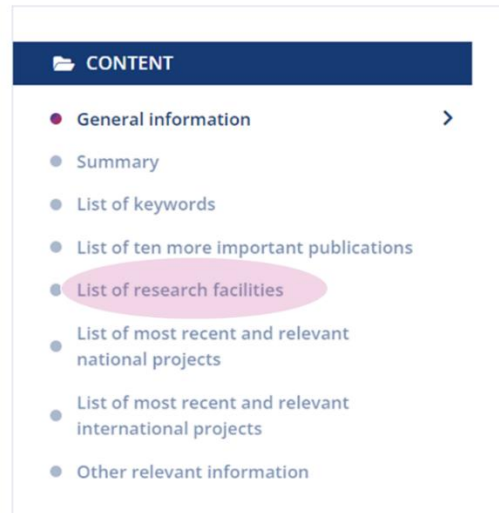 CONTENT
General information
Summary
List of keywords
List of ten more important publications
List of research facilities
List of most recent and relevant
national projects
List of most recent and relevant
international projects
Other relevant information